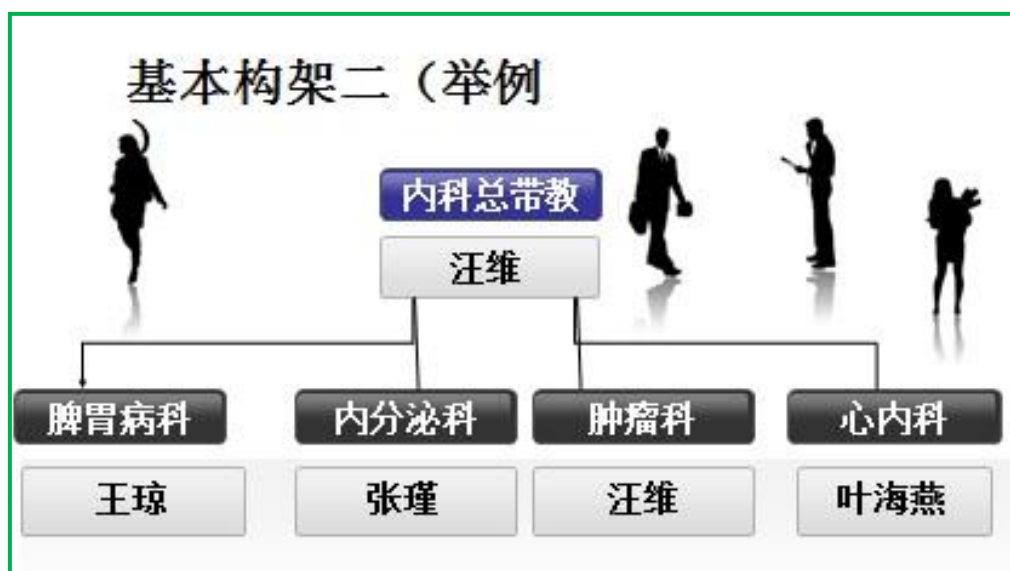 基本构架二（举例
内科总带教
汪维
脾胃病科 内分泌科 肿瘤科 心内科
王琼 张瑾 汪维 叶海燕